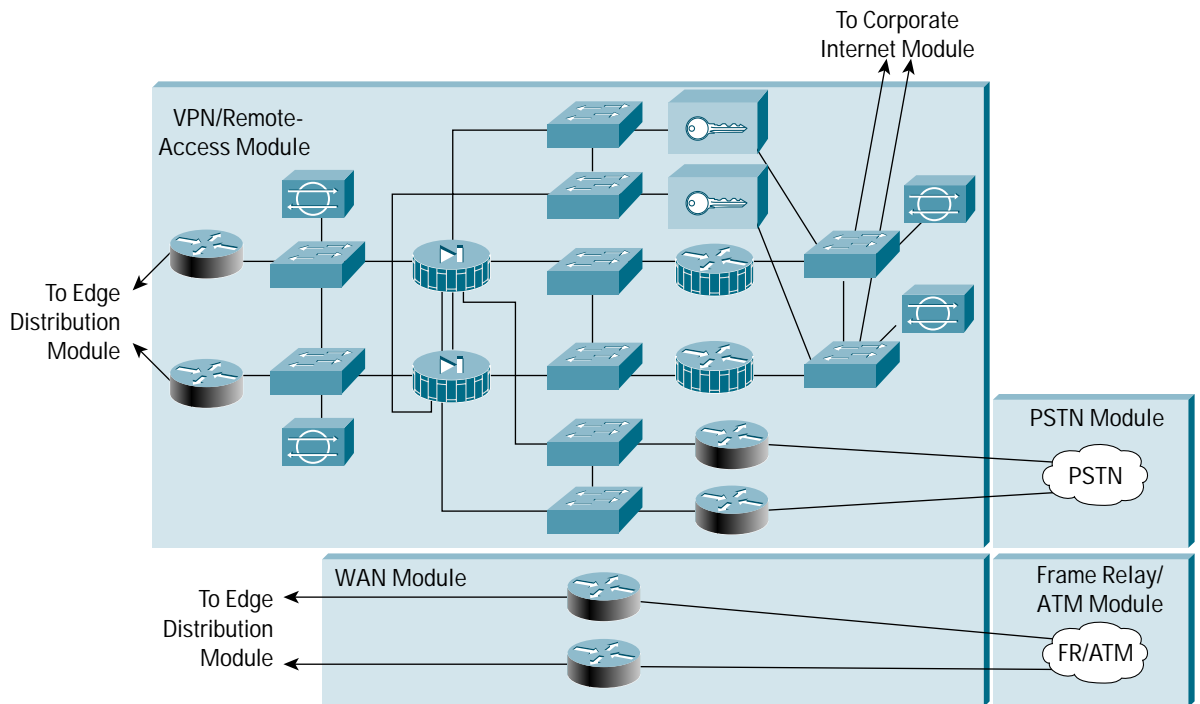 To Corporate
Internet Module
VPN/Remote-
Access Module
To Edge
Distribution
Module
PSTN Module
PSTN
WAN Module
Frame Relay/
ATM Module
To Edge
Distribution
Module
FR/ATM